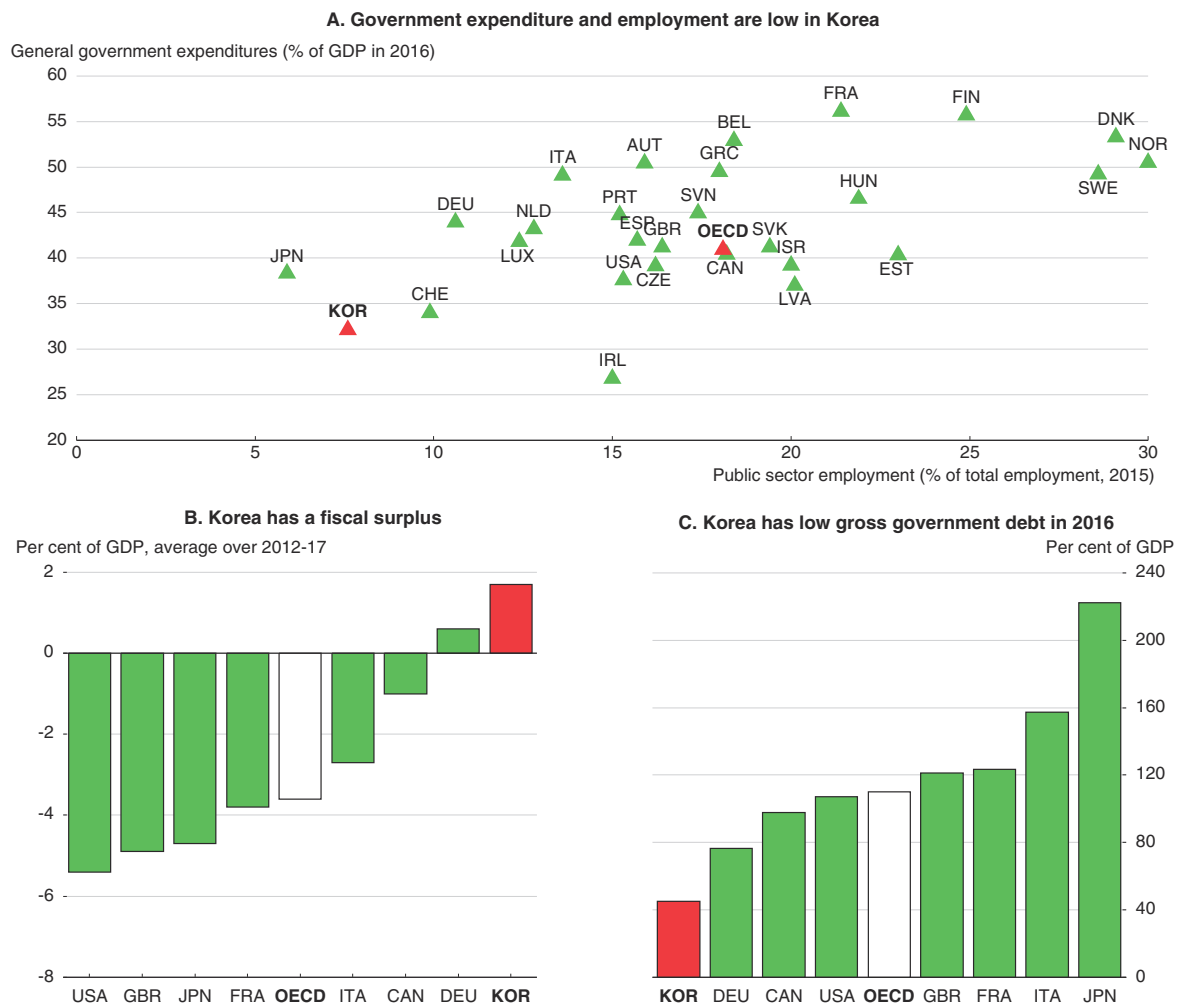 A. Government expenditure and employment are low in Korea
General government expenditures (% of GDP in 2016)
60
55
50
45
40
35
30
25
20
FRA
FIN
DNK
BEL
NOR
AUT
GRC
ITA
SWE
HUN
PRT
SVN
DEU
NLD
ESP
GBR
OECD
SVK
ISR
LUX
JPN
USA
CAN
EST
CZE
CHE
LVA
KOR
IRL
0 5 10 15 20 25 30
Public sector employment (% of total employment, 2015)
B. Korea has a fiscal surplus
Per cent of GDP, average over 2012-17
2
0
-2
-4
-6
-8
USA GBR JPN FRA OECD ITA CAN DEU KOR
C. Korea has low gross government debt in 2016
Per cent of GDP
240
200
160
120
80
40
0
KOR DEU CAN USA OECD GBR FRA ITA JPN